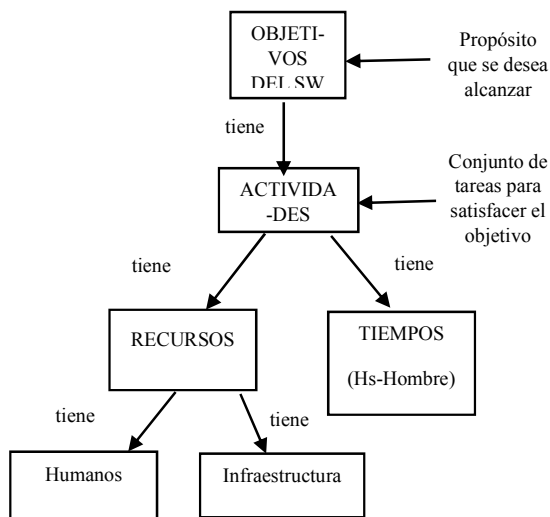 OBJETI-
VOS
DEL SW
Propósito
que se desea
alcanzar
tiene
ACTIVIDA
-DES
Conjunto de
tareas para
satisfacer el
objetivo
tiene
tiene
RECURSOS
TIEMPOS
(Hs-Hombre)
tiene
tiene
Humanos
Infraestructura